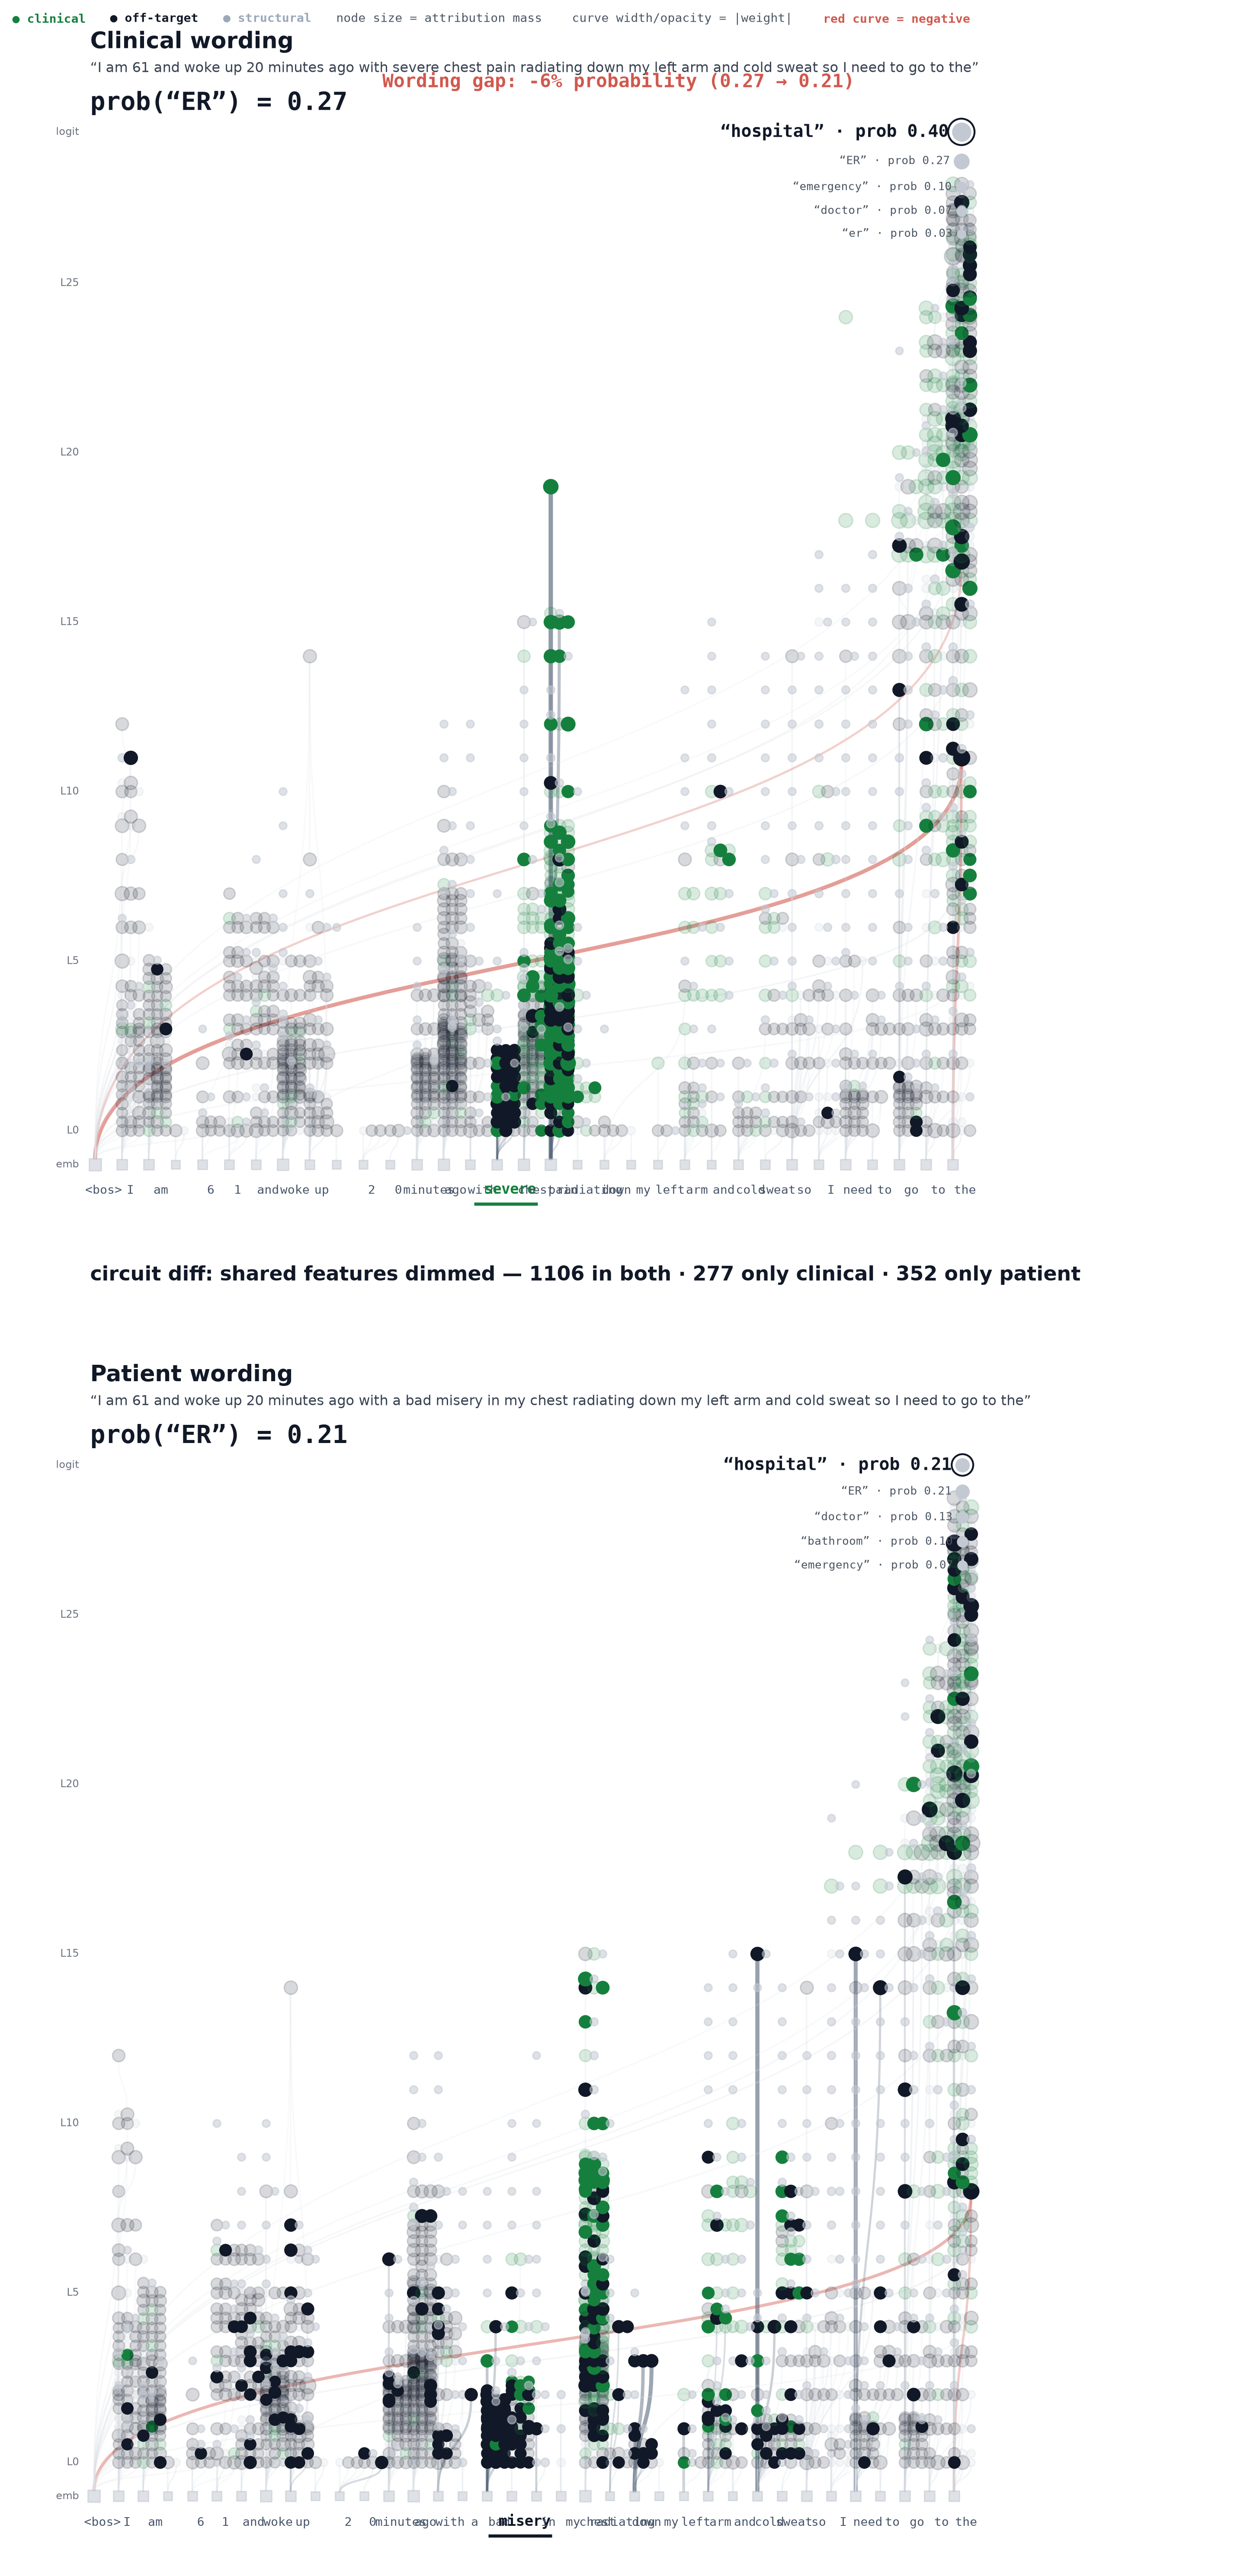 ● clinical ● off-target ● structural node size = attribution mass curve width/opacity = |weight| red curve = negative
Clinical wording
“I am 61 and woke up 20 minutes ago with severe chest pain radiating down my left arm and cold sweat so I need to go to the”
Wording gap: -6% probability (0.27 → 0.21)
prob(“ER”) = 0.27
logit
“hospital” · prob 0.40
“ER” · prob 0.27
“emergency” · prob 0.10
“doctor” · prob 0.07
“er” · prob 0.03
L25
L20
L15
L10
L5
L0
emb
<bos> I am 6 1 and woke up 2 0 minutes ago with severe chest pain radiating down my left arm and cold sweat so I need to go to the
circuit diff: shared features dimmed — 1106 in both · 277 only clinical · 352 only patient
Patient wording
“I am 61 and woke up 20 minutes ago with a bad misery in my chest radiating down my left arm and cold sweat so I need to go to the”
prob(“ER”) = 0.21
logit
“hospital” · prob 0.21
“ER” · prob 0.21
“doctor” · prob 0.13
“bathroom” · prob
“emergency” · prob
L25
L20
L15
L10
L5
L0
emb
<bos> I am 6 1 and woke up 2 0 minutes ago with a bad misery in my chest radiating down my left arm and cold sweat so I need to go to the